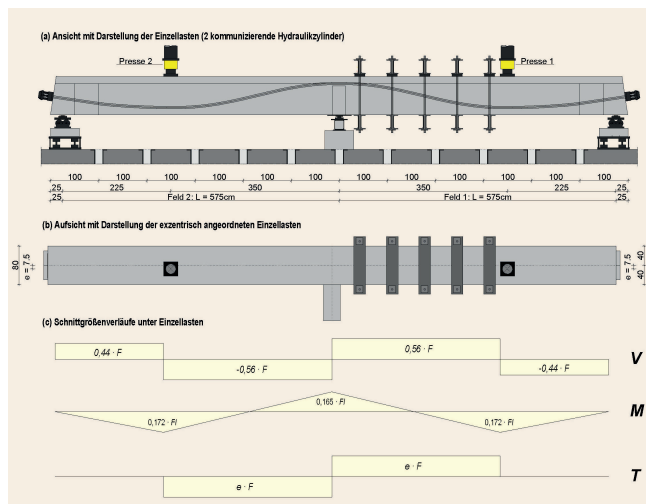 (a) Ansicht mit Darstellung der Einzellasten (2 kommunizierende Hydraulikzylinder)
Presse 2 Presse 1
100 100 100 100 100 100 100 100 100 100
25 225 350 350 225 25
25 Feld 2: L = 575cm Feld 1: L = 575cm 25
(b) Aufsicht mit Darstellung der exzentrisch angeordneten Einzellasten
80
e = 7.5
40
40
e = 7.5
(c) Schnittgrößenverläufe unter Einzellasten
0,44 · F
-0,56 · F
0,56 · F
-0,44 · F
V
0,172 · Fl
0,165 · Fl
0,172 · Fl
M
e · F
e · F
T